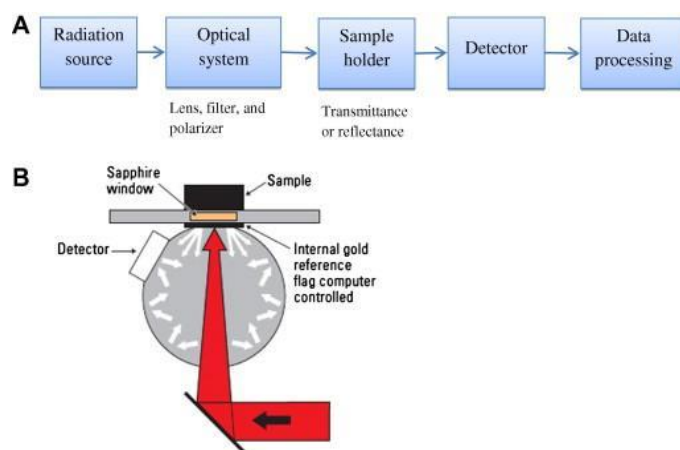 A
Radiation
source
Optical
system
Sample
holder
Detector
Data
processing
Lens, filter, and
polarizer
Transmittance
or reflectance
B
Sapphire
window
Sample
Detector
Internal gold
reference
flag computer
controlled